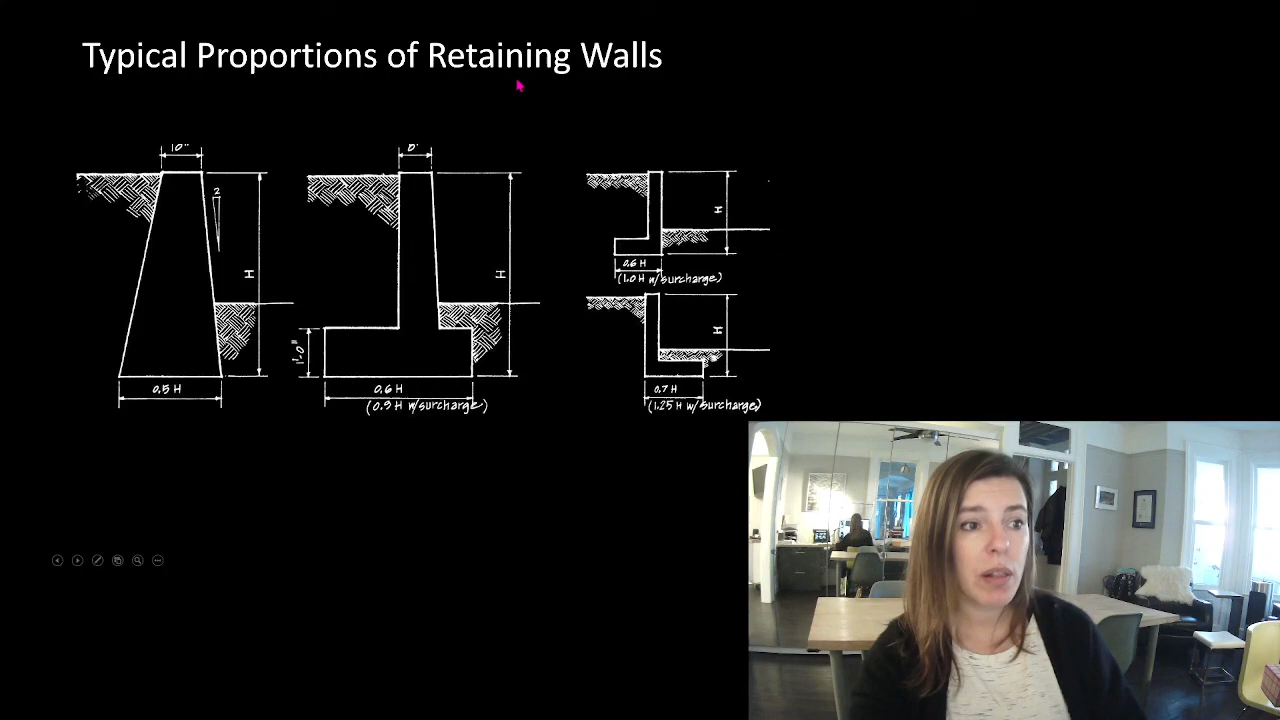 Typical Proportions of Retaining Walls
10"
8"
2
H
H
H
0.6 H
(1.0 H w/surcharge)
H
1'-0"
0.5 H
0.6 H
(0.9 H w/surcharge)
0.7 H
(1.25 H w/surcharge)